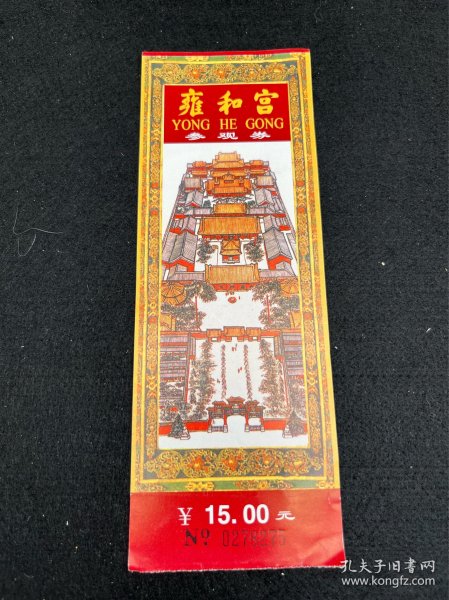 雍和宫
YONG HE GONG
参观券
¥ 15.00 元
Nº
孔夫子旧书网
www.kongfz.com